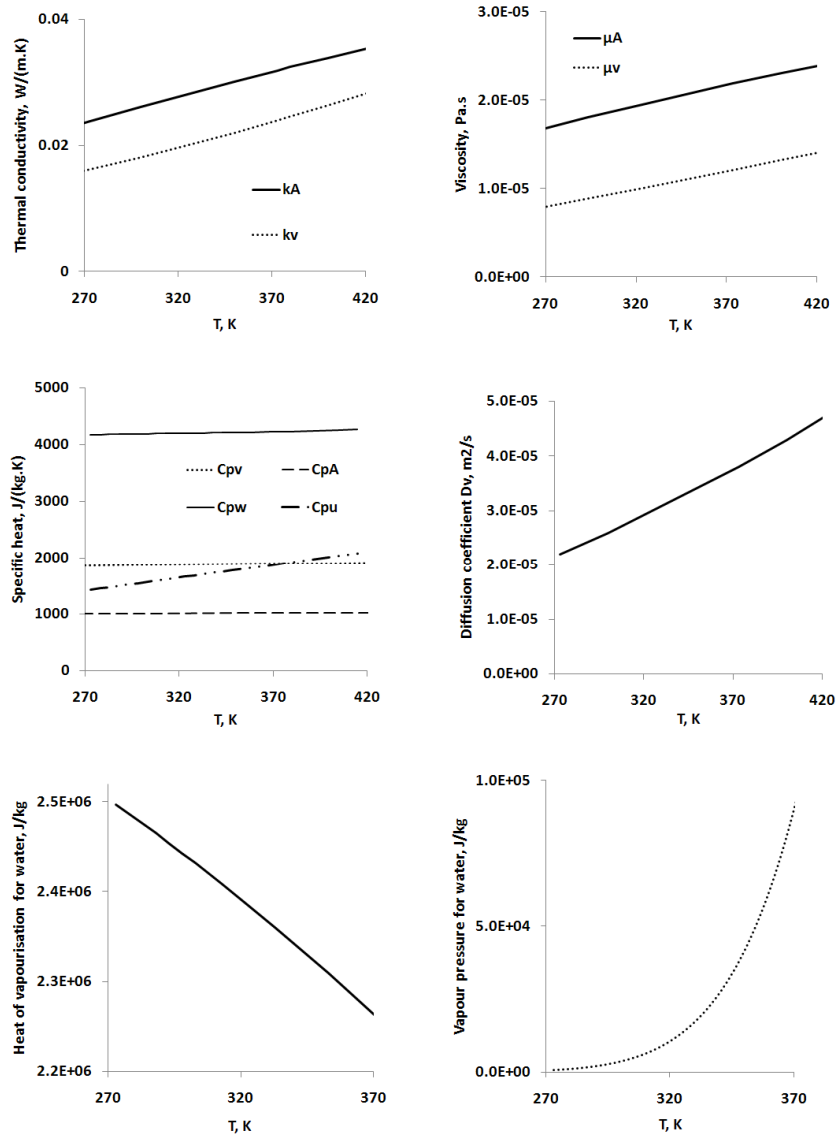 Thermal conductivity, W/(m.K)
0.04
0.02
0
kA
kv
270 320 370 420
T, K
Viscosity, Pa.s
3.0E-05
2.0E-05
1.0E-05
0.0E+00
μA
μv
270 320 370 420
T, K
Specific heat, J/(kg.K)
5000
4000
3000
2000
1000
0
Cpv CpA
Cpw Cpu
270 320 370 420
T, K
Diffusion coefficient Dv, m2/s
5.0E-05
4.0E-05
3.0E-05
2.0E-05
1.0E-05
0.0E+00
270 320 370 420
T, K
Heat of vapourisation for water, J/kg
2.5E+06
2.4E+06
2.3E+06
2.2E+06
270 320 370
T, K
Vapour pressure for water, J/kg
1.0E+05
5.0E+04
0.0E+00
270 320 370
T, K